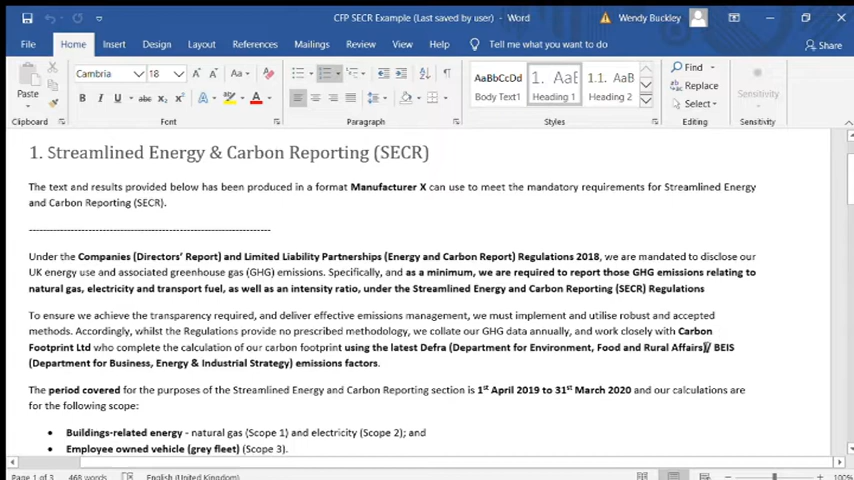 CFP SECR Example (Last saved by user) - Word
Wendy Buckley
File Home Insert Design Layout References Mailings Review View Help Tell me what you want to do Share
Cambria 18 Aa
Paste
B I U abc X₂ X² A A
AaBbCcDd 1. AaE 1.1. AaB
Body Text1 Heading 1 Heading 2
Find
Replace
Select
Sensitivity
Clipboard Font Paragraph Styles Editing Sensitivity
1. Streamlined Energy & Carbon Reporting (SECR)
The text and results provided below has been produced in a format Manufacturer X can use to meet the mandatory requirements for Streamlined Energy
and Carbon Reporting (SECR).
------------------------------------------------------------------------
Under the Companies (Directors' Report) and Limited Liability Partnerships (Energy and Carbon Report) Regulations 2018, we are mandated to disclose our
UK energy use and associated greenhouse gas (GHG) emissions. Specifically, and as a minimum, we are required to report those GHG emissions relating to
natural gas, electricity and transport fuel, as well as an intensity ratio, under the Streamlined Energy and Carbon Reporting (SECR) Regulations
To ensure we achieve the transparency required, and deliver effective emissions management, we must implement and utilise robust and accepted
methods. Accordingly, whilst the Regulations provide no prescribed methodology, we collate our GHG data annually, and work closely with Carbon
Footprint Ltd who complete the calculation of our carbon footprint using the latest Defra (Department for Environment, Food and Rural Affairs)/ BEIS
(Department for Business, Energy & Industrial Strategy) emissions factors.
The period covered for the purposes of the Streamlined Energy and Carbon Reporting section is 1st April 2019 to 31st March 2020 and our calculations are
for the following scope:
• Buildings-related energy - natural gas (Scope 1) and electricity (Scope 2); and
• Employee owned vehicle (grey fleet) (Scope 3).
Page 1 of 3 468 words English (United Kingdom) 100%